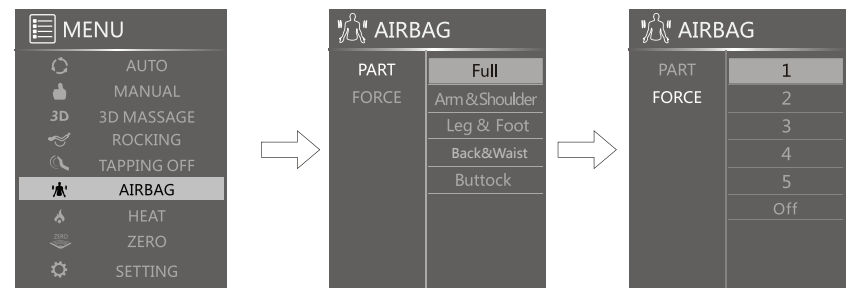 MENU
AUTO
MANUAL
3D 3D MASSAGE
ROCKING
TAPPING OFF
AIRBAG
HEAT
ZERO ZERO
SETTING
AIRBAG
PART Full
FORCE Arm &Shoulder
Leg & Foot
Back&Waist
Buttock
AIRBAG
PART 1
FORCE 2
3
4
5
Off